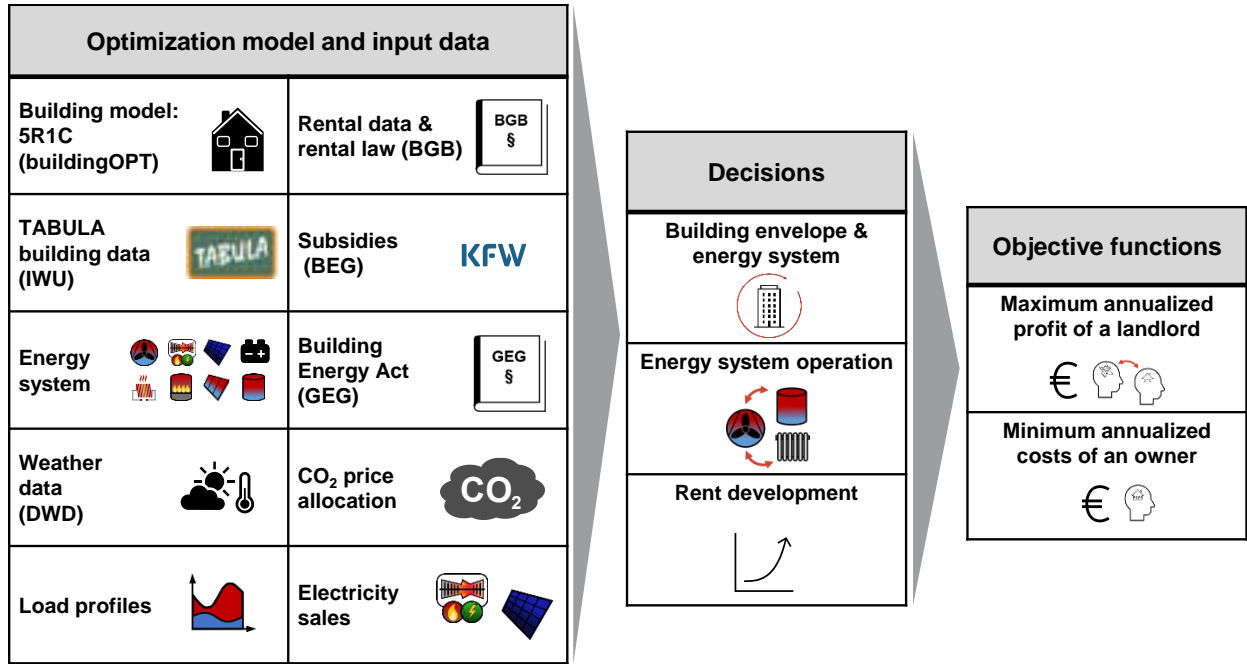 Optimization model and input data
Building model:
5R1C
(buildingOPT)
Rental data &
rental law (BGB)
BGB
§
TABULA
building data
(IWU)
TABULA
Subsidies
(BEG)
KFW
Energy
system
Building
Energy Act
(GEG)
GEG
§
Weather
data
(DWD)
CO₂ price
allocation
CO₂
Load profiles
Electricity
sales
Decisions
Building envelope &
energy system
Energy system operation
Rent development
Objective functions
Maximum annualized
profit of a landlord
€
Minimum annualized
costs of an owner
€